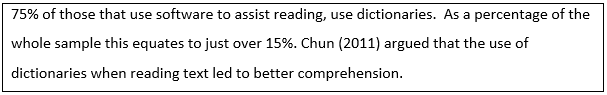 75% of those that use software to assist reading, use dictionaries.  As a percentage of the
whole sample this equates to just over 15%. Chun (2011) argued that the use of
dictionaries when reading text led to better comprehension.